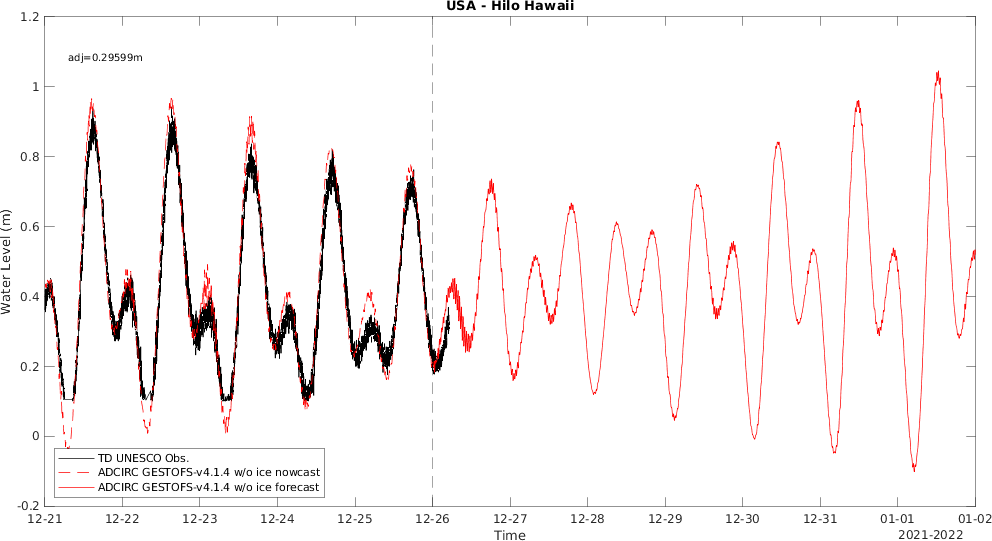 USA - Hilo Hawaii
adj=0.29599m
Water Level (m)
1.2
1
0.8
0.6
0.4
0.2
0
-0.2
TD UNESCO Obs.
ADCIRC GESTOFS-v4.1.4 w/o ice nowcast
ADCIRC GESTOFS-v4.1.4 w/o ice forecast
12-21 12-22 12-23 12-24 12-25 12-26 12-27 12-28 12-29 12-30 12-31 01-01 01-02
Time
2021-2022